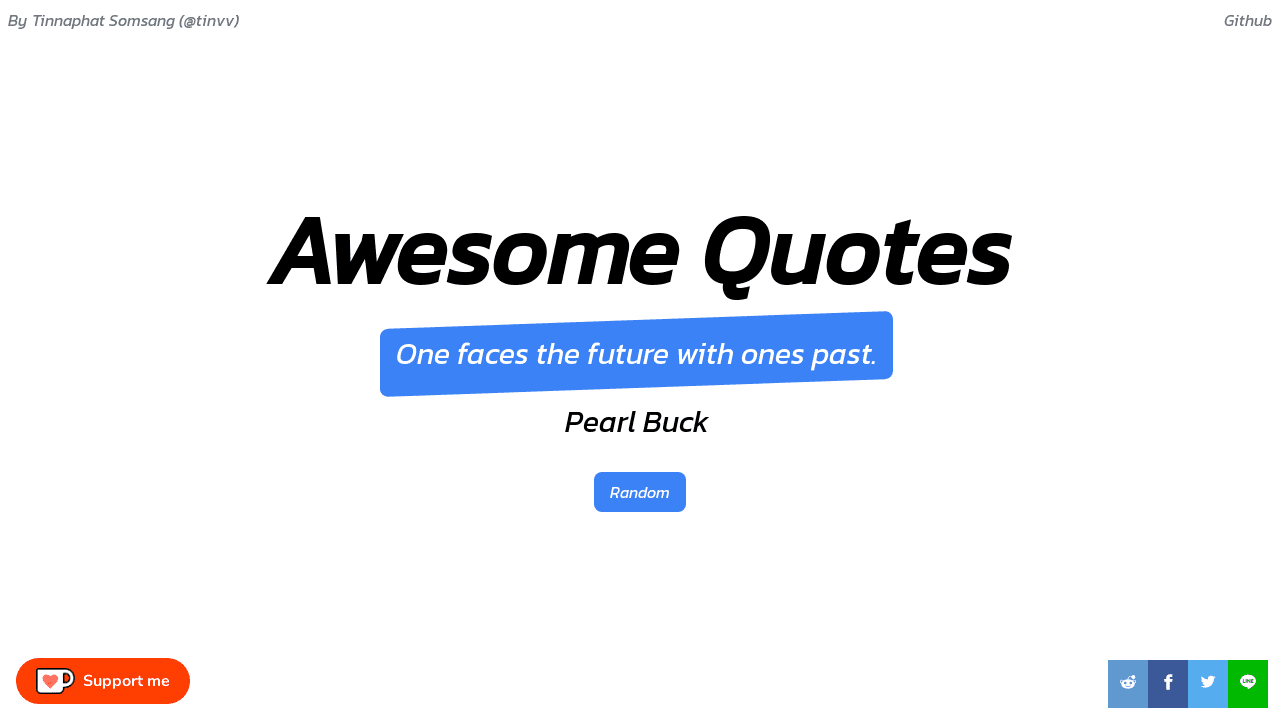 By Tinnaphat Somsang (@tinvv)
Github
Awesome Quotes
One faces the future with ones past.
Pearl Buck
Random
Support me
LINE